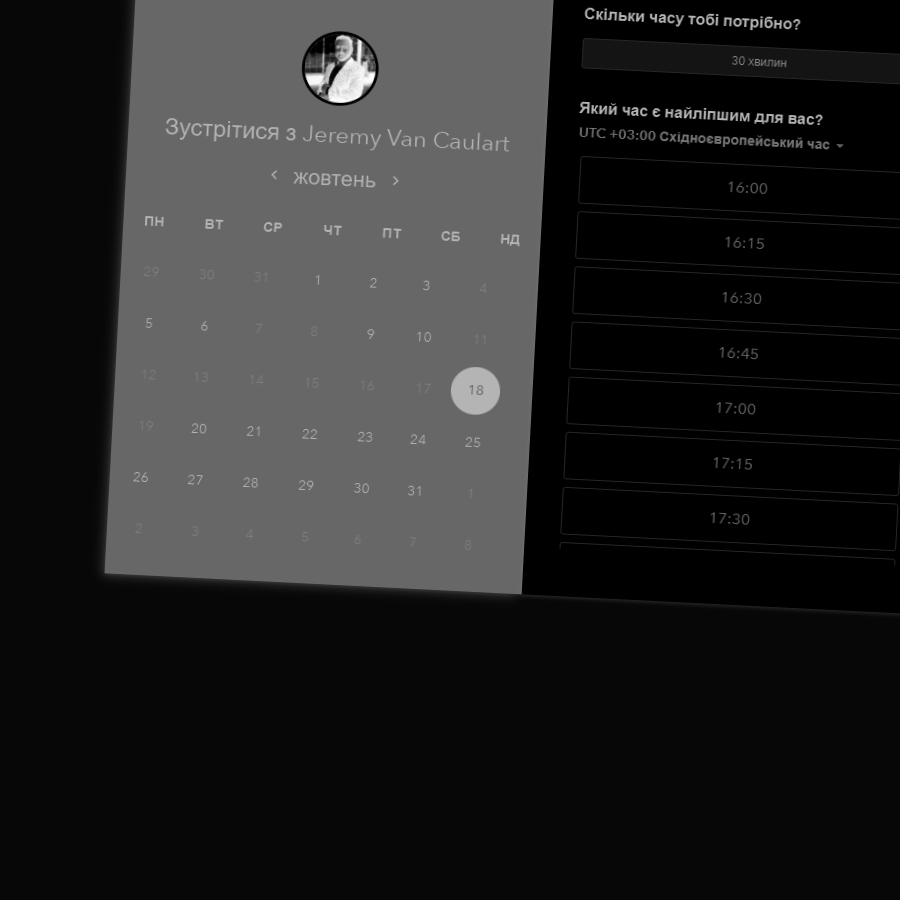 Зустрітися з Jeremy Van Caulart
жовтень
ПН ВТ СР ЧТ ПТ СБ НД
29 30 31 1 2 3 4
5 6 7 8 9 10 11
12 13 14 15 16 17 18
19 20 21 22 23 24 25
26 27 28 29 30 31 1
2 3 4 5 6 7 8
Скільки часу тобі потрібно?
30 хвилин
Який час є найліпшим для вас?
UTC +03:00 Східноєвропейський час
16:00
16:15
16:30
16:45
17:00
17:15
17:30